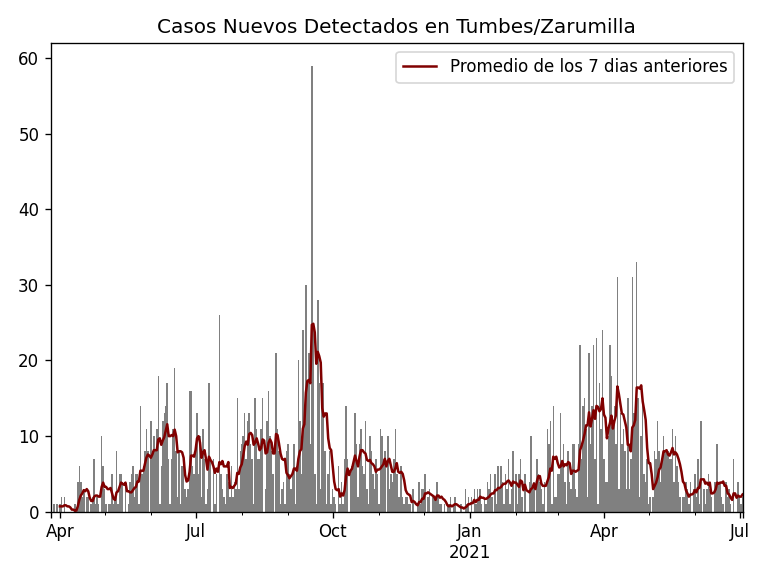 Casos Nuevos Detectados en Tumbes/Zarumilla
Promedio de los 7 dias anteriores
60
50
40
30
20
10
0
Apr Jul Oct Jan Apr Jul
2021